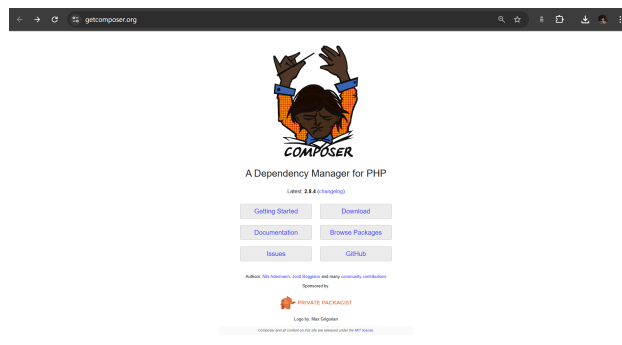 getcomposer.org
COMPOSER
A Dependency Manager for PHP
Latest: 2.8.4 (changelog)
Getting Started
Download
Documentation
Browse Packages
Issues
GitHub
Authors: Nils Adermann, Jordi Boggiano and many community contributions
Sponsored by:
PRIVATE PACKAGIST
Logo by: Max Grigorian
Composer and all content on this site are released under the MIT license.